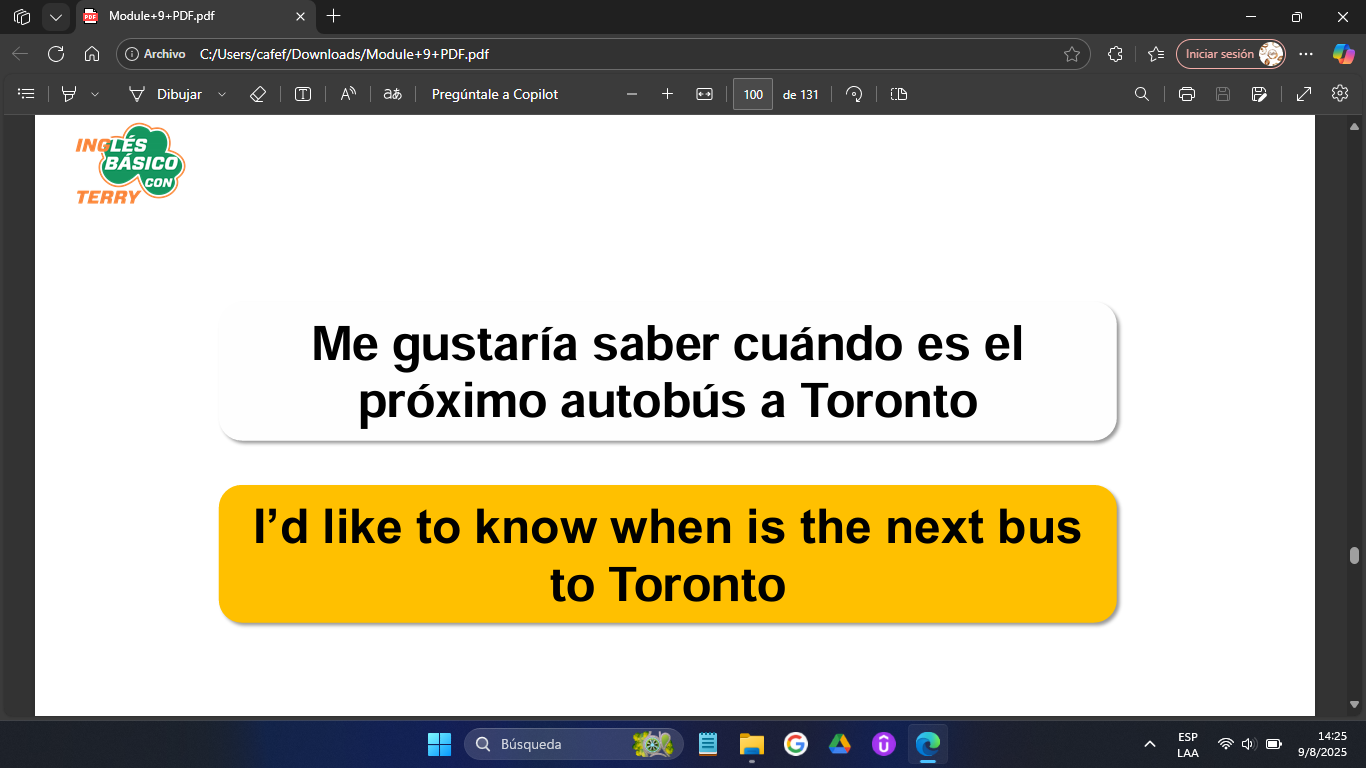 Module+9+PDF.pdf
Archivo C:/Users/cafef/Downloads/Module+9+PDF.pdf Iniciar sesión
Dibujar Pregúntale a Copilot 100 de 131
INGLÉS
BÁSICO
CON
TERRY
Me gustaría saber cuándo es el
próximo autobús a Toronto
I’d like to know when is the next bus
to Toronto
Búsqueda
ESP
LAA
14:25
9/8/2025